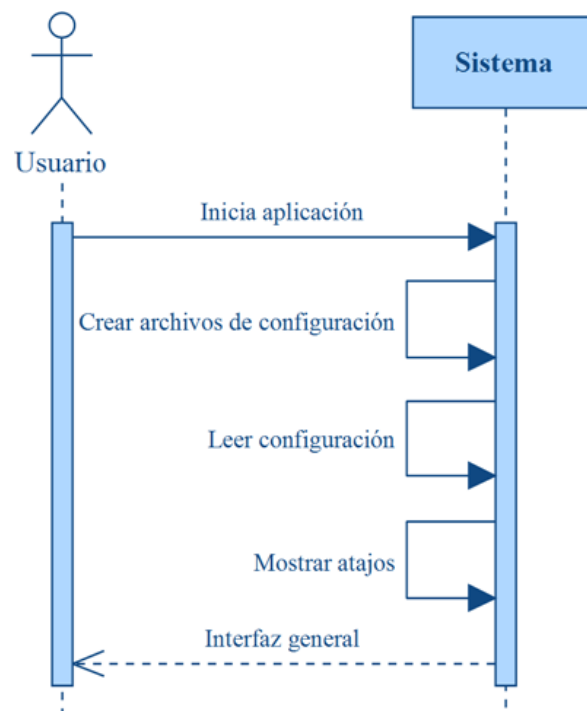 Sistema
Usuario
Inicia aplicación
Crear archivos de configuración
Leer configuración
Mostrar atajos
Interfaz general